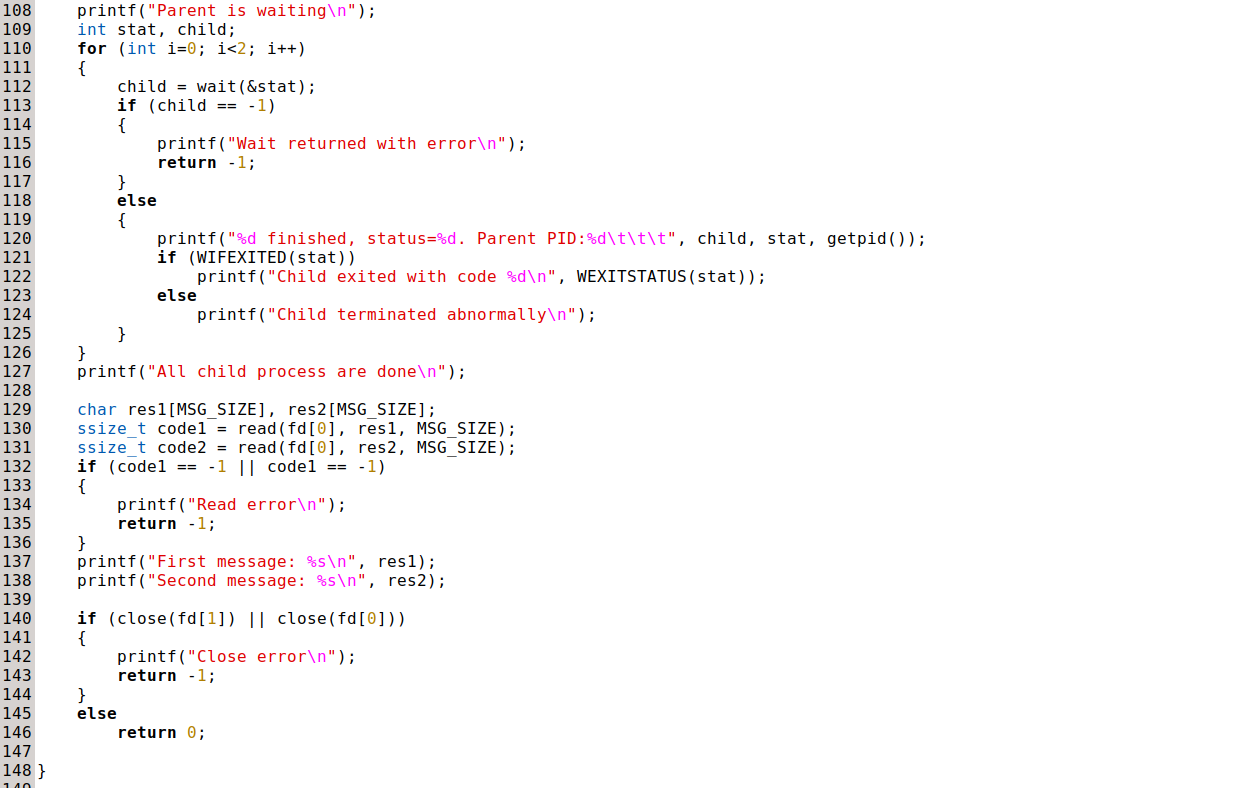 108 printf("Parent is waiting\n");
109 int stat, child;
110 for (int i=0; i<2; i++)
111 {
112 child = wait(&stat);
113 if (child == -1)
114 {
115 printf("Wait returned with error\n");
116 return -1;
117 }
118 else
119 {
120 printf("%d finished, status=%d. Parent PID:%d\t\t\t", child, stat, getpid());
121 if (WIFEXITED(stat))
122 printf("Child exited with code %d\n", WEXITSTATUS(stat));
123 else
124 printf("Child terminated abnormally\n");
125 }
126 }
127 printf("All child process are done\n");
128
129 char res1[MSG_SIZE], res2[MSG_SIZE];
130 ssize_t code1 = read(fd[0], res1, MSG_SIZE);
131 ssize_t code2 = read(fd[0], res2, MSG_SIZE);
132 if (code1 == -1 || code1 == -1)
133 {
134 printf("Read error\n");
135 return -1;
136 }
137 printf("First message: %s\n", res1);
138 printf("Second message: %s\n", res2);
139
140 if (close(fd[1]) || close(fd[0]))
141 {
142 printf("Close error\n");
143 return -1;
144 }
145 else
146 return 0;
147
148 }